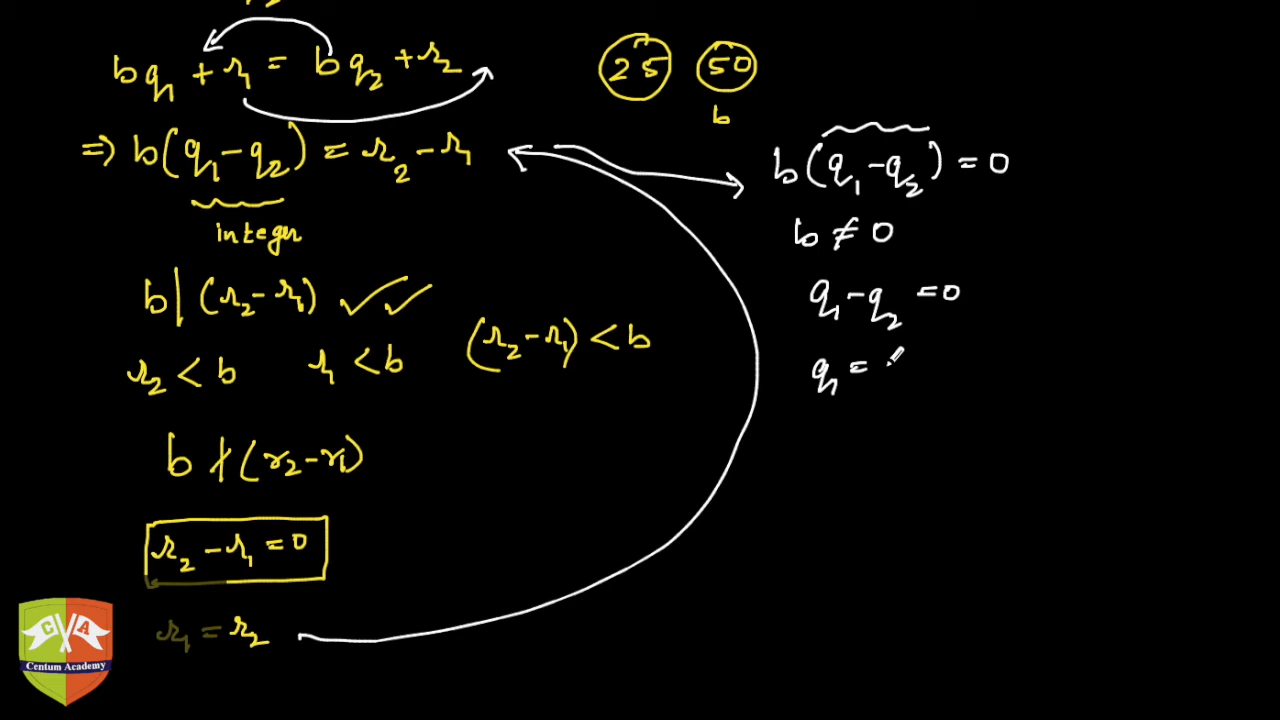 bq₁ + r₁ = bq₂ + r₂
⇒ b(q₁ - q₂) = r₂ - r₁
integer
b | (r₂ - r₁) ✓✓
r₂ < b r₁ < b (r₂ - r₁) < b
b ∤ (r₂ - r₁)
r₂ - r₁ = 0
r₁ = r₂
25 50
b
b(q₁ - q₂) = 0
b ≠ 0
q₁ - q₂ = 0
q₁ =
C A
Centum Academy